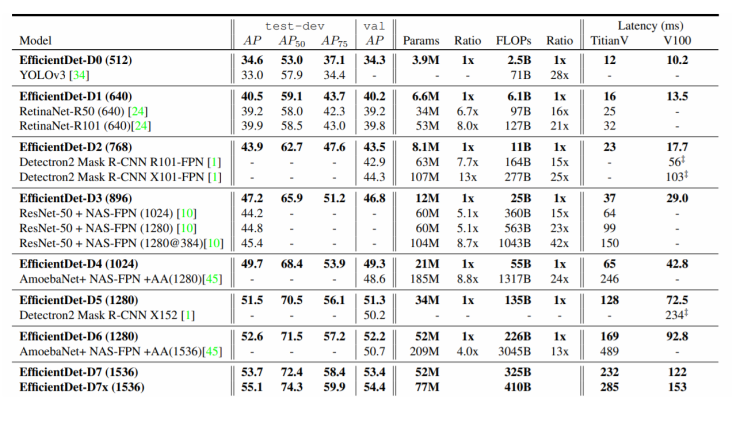 test-dev val Latency (ms)
Model AP AP50 AP75 AP Params Ratio FLOPs Ratio TitianV V100
EfficientDet-D0 (512) 34.6 53.0 37.1 34.3 3.9M 1x 2.5B 1x 12 10.2
YOLOv3 [34] 33.0 57.9 34.4 - - - 71B 28x - -
EfficientDet-D1 (640) 40.5 59.1 43.7 40.2 6.6M 1x 6.1B 1x 16 13.5
RetinaNet-R50 (640) [24] 39.2 58.0 42.3 39.2 34M 6.7x 97B 16x 25 -
RetinaNet-R101 (640)[24] 39.9 58.5 43.0 39.8 53M 8.0x 127B 21x 32 -
EfficientDet-D2 (768) 43.9 62.7 47.6 43.5 8.1M 1x 11B 1x 23 17.7
Detectron2 Mask R-CNN R101-FPN [1] - - - 42.9 63M 7.7x 164B 15x - 56‡
Detectron2 Mask R-CNN X101-FPN [1] - - - 44.3 107M 13x 277B 25x - 103‡
EfficientDet-D3 (896) 47.2 65.9 51.2 46.8 12M 1x 25B 1x 37 29.0
ResNet-50 + NAS-FPN (1024) [10] 44.2 - - - 60M 5.1x 360B 15x 64 -
ResNet-50 + NAS-FPN (1280) [10] 44.8 - - - 60M 5.1x 563B 23x 99 -
ResNet-50 + NAS-FPN (1280@384)[10] 45.4 - - - 104M 8.7x 1043B 42x 150 -
EfficientDet-D4 (1024) 49.7 68.4 53.9 49.3 21M 1x 55B 1x 65 42.8
AmoebaNet+ NAS-FPN +AA(1280)[45] - - - 48.6 185M 8.8x 1317B 24x 246 -
EfficientDet-D5 (1280) 51.5 70.5 56.1 51.3 34M 1x 135B 1x 128 72.5
Detectron2 Mask R-CNN X152 [1] - - - 50.2 - - - - - 234‡
EfficientDet-D6 (1280) 52.6 71.5 57.2 52.2 52M 1x 226B 1x 169 92.8
AmoebaNet+ NAS-FPN +AA(1536)[45] - - - 50.7 209M 4.0x 3045B 13x 489 -
EfficientDet-D7 (1536) 53.7 72.4 58.4 53.4 52M 325B 232 122
EfficientDet-D7x (1536) 55.1 74.3 59.9 54.4 77M 410B 285 153